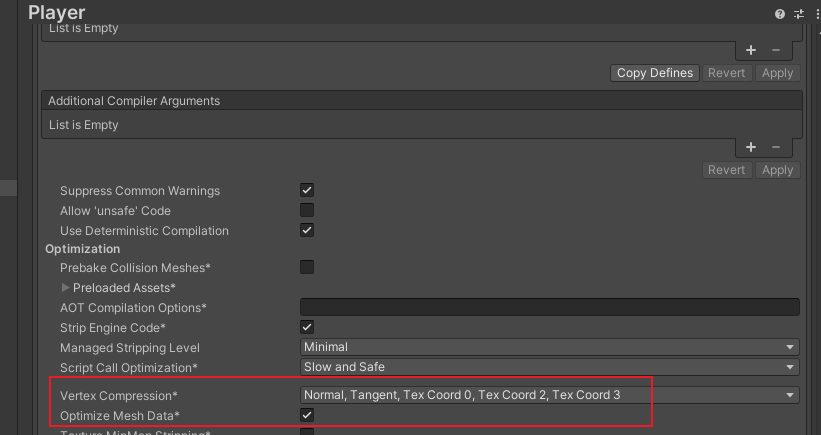 Player
List is Empty
Copy Defines Revert Apply
Additional Compiler Arguments
List is Empty
Revert Apply
Suppress Common Warnings
Allow 'unsafe' Code
Use Deterministic Compilation
Optimization
Prebake Collision Meshes*
Preloaded Assets*
AOT Compilation Options*
Strip Engine Code*
Managed Stripping Level Minimal
Script Call Optimization* Slow and Safe
Vertex Compression* Normal, Tangent, Tex Coord 0, Tex Coord 2, Tex Coord 3
Optimize Mesh Data*
Texture MipMap Stripping*